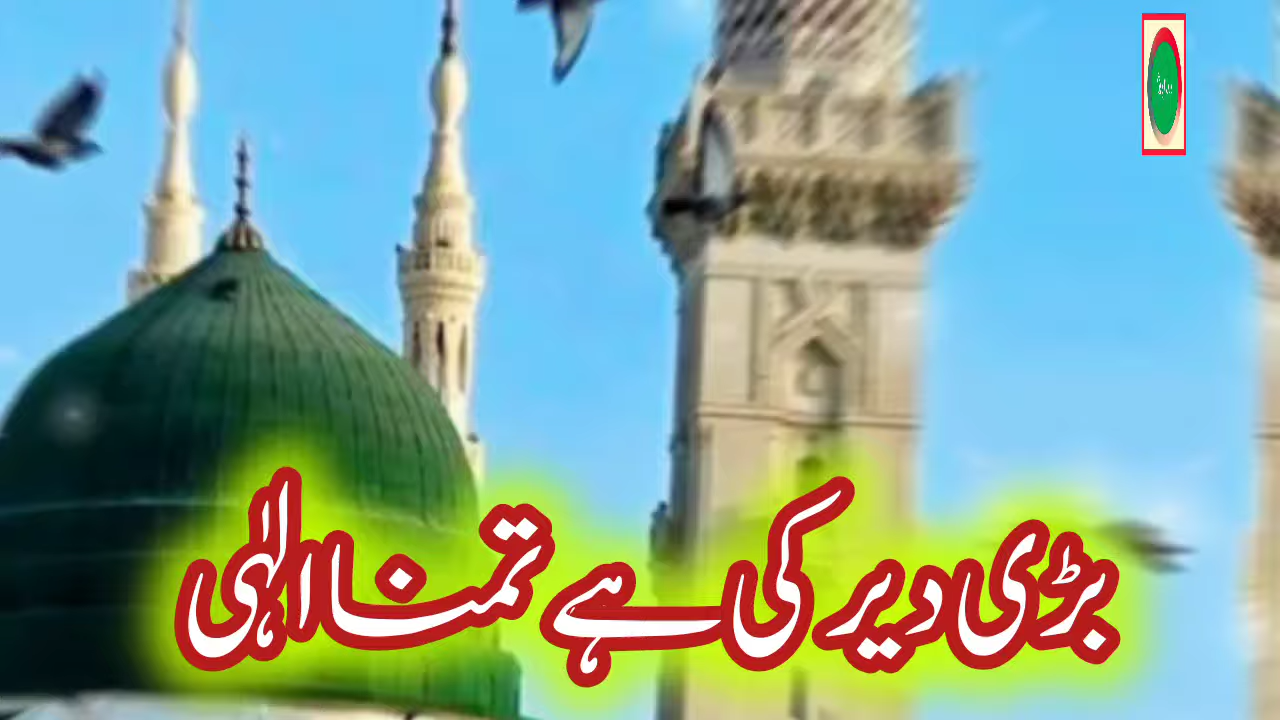 بڑی دیر کی ہے تمنا الٰہی